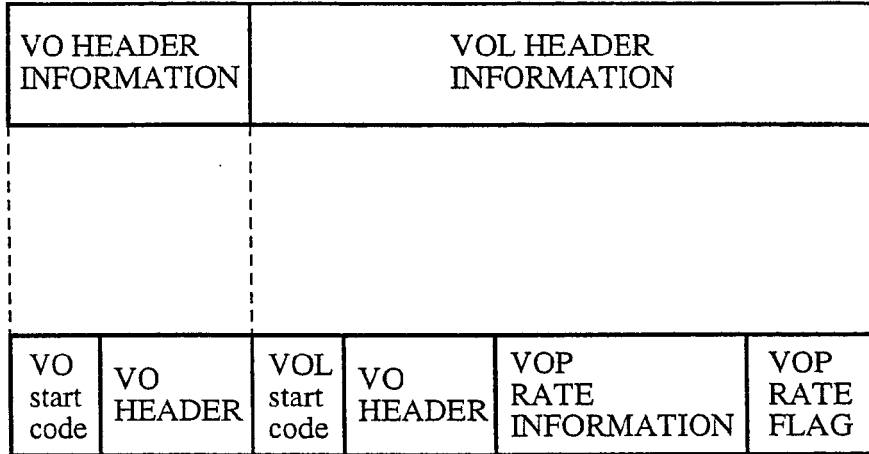 VO HEADER
INFORMATION
VOL HEADER
INFORMATION
VO
start
code
VO
HEADER
VOL
start
code
VO
HEADER
VOP
RATE
INFORMATION
VOP
RATE
FLAG